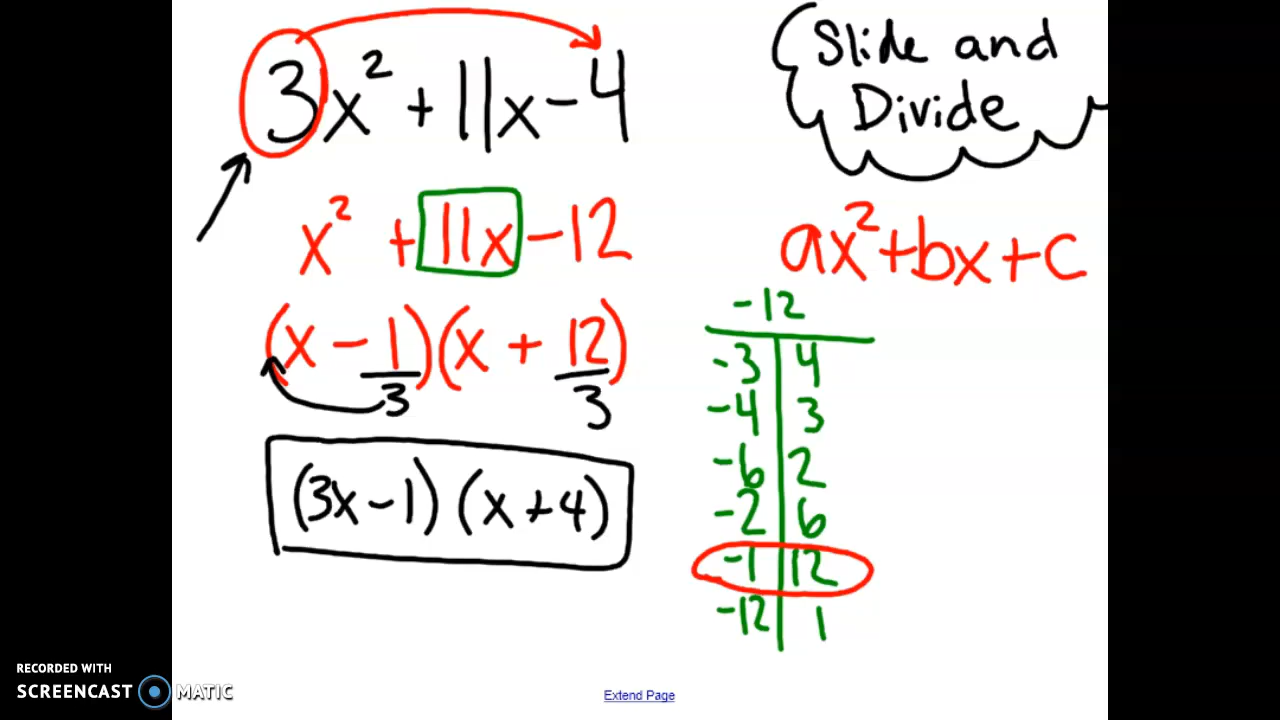 3x² + 11x - 4
Slide and
Divide
x² + 11x - 12
ax² + bx + c
(x - 1/3)(x + 12/3)
(3x - 1)(x + 4)
-12
-3 4
-4 3
-6 2
-2 6
-1 12
-12 1
RECORDED WITH
SCREENCAST MATIC
Extend Page